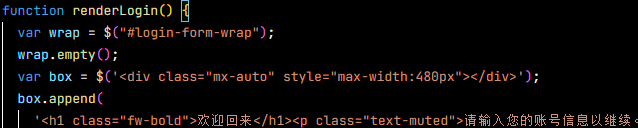 function renderLogin() {
var wrap = $("#login-form-wrap");
wrap.empty();
var box = $('<div class="mx-auto" style="max-width:480px"></div>');
box.append(
'<h1 class="fw-bold">欢迎回来</h1><p class="text-muted">请输入您的账号信息以继续。